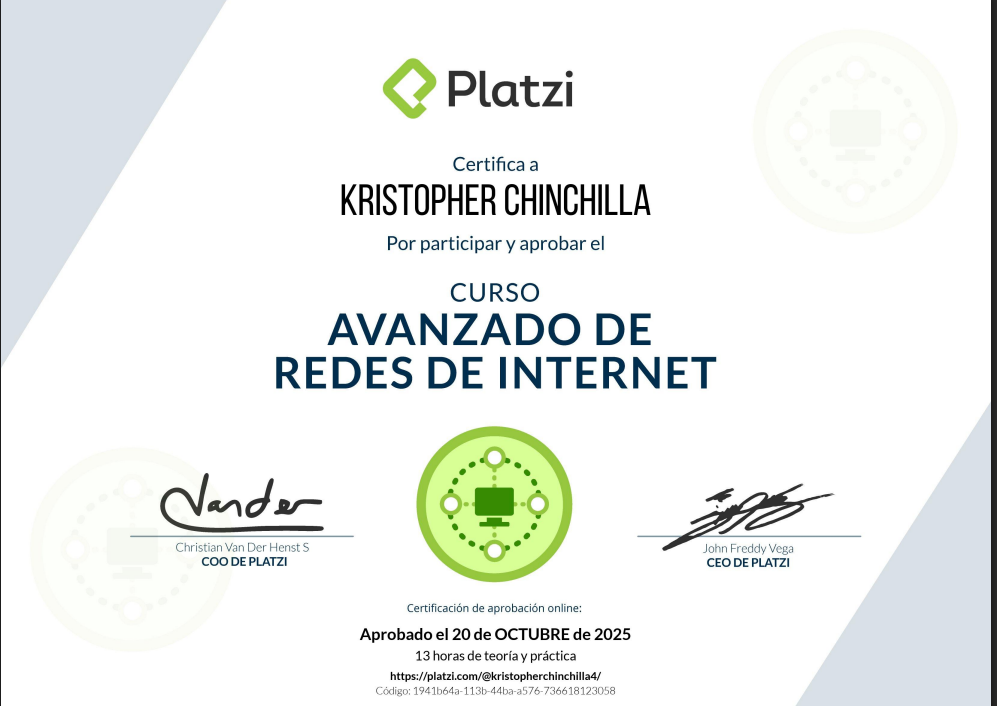 Platzi
Certifica a
KRISTOPHER CHINCHILLA
Por participar y aprobar el
CURSO
AVANZADO DE
REDES DE INTERNET
Vander
Christian Van Der Henst S
COO DE PLATZI
John Freddy Vega
CEO DE PLATZI
Certificación de aprobación online:
Aprobado el 20 de OCTUBRE de 2025
13 horas de teoría y práctica
https://platzi.com/@kristopherchinchilla4/
Código: 1941b64a-113b-44ba-a576-736618123058